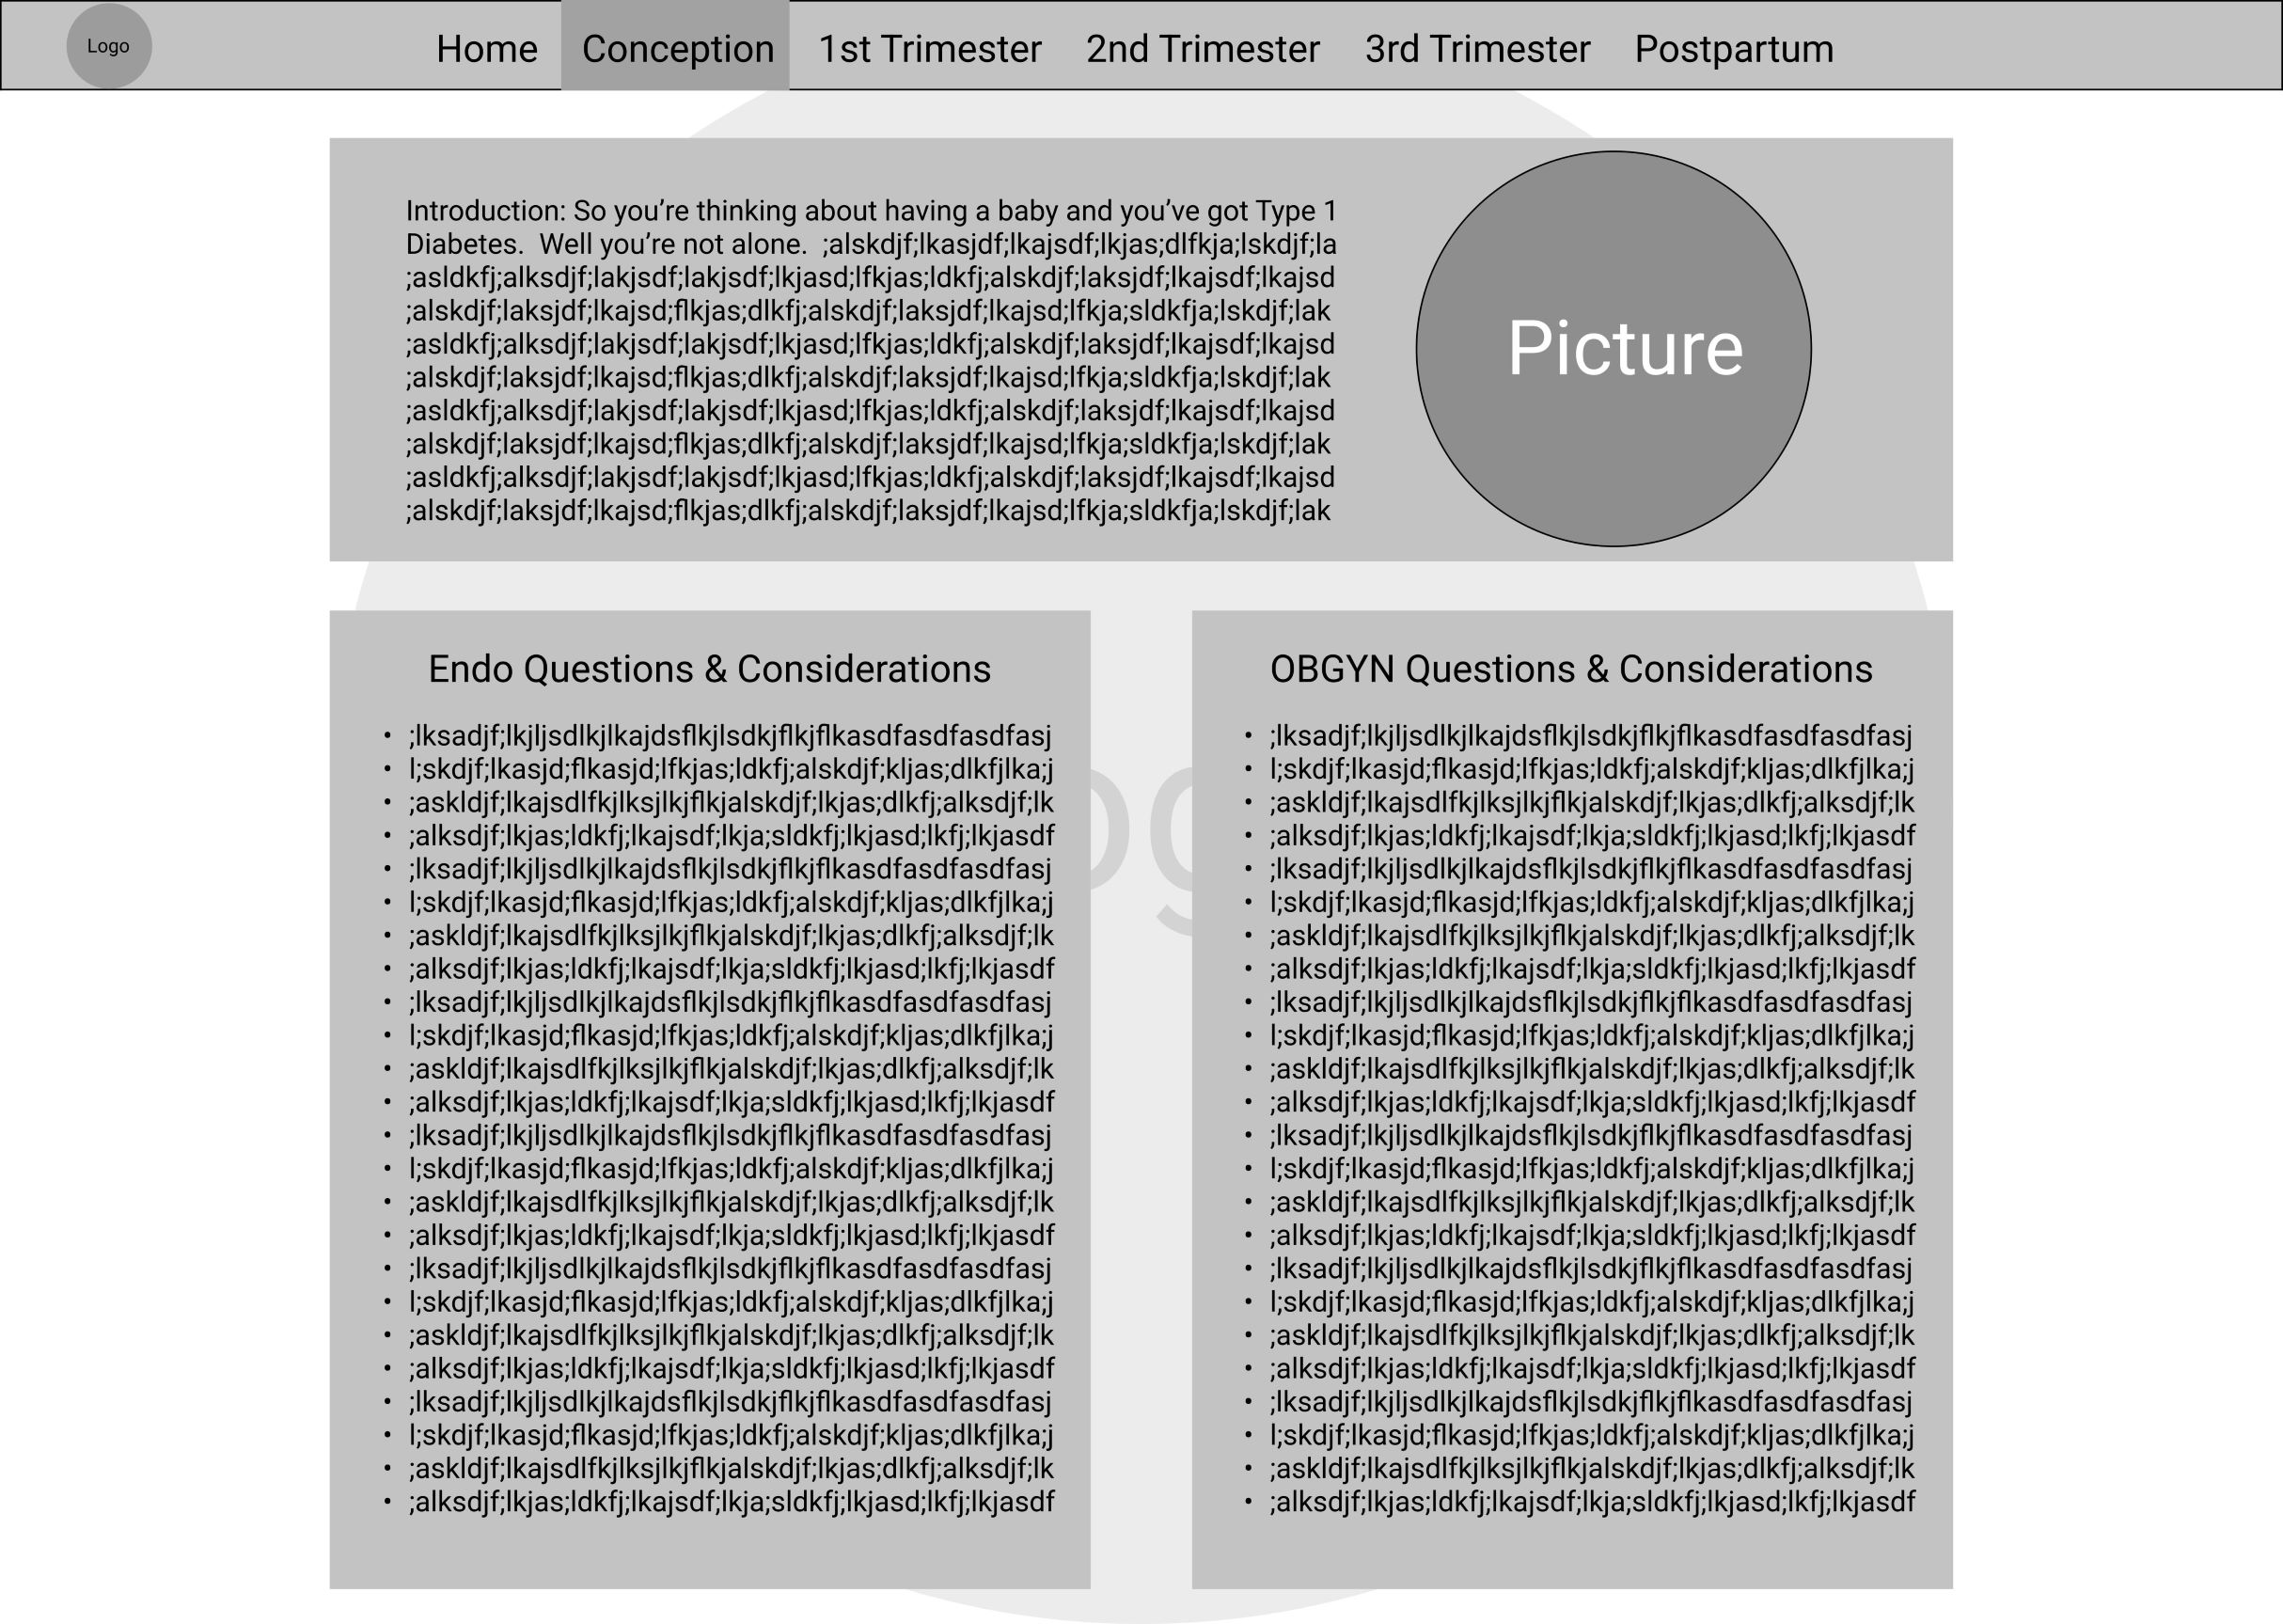 Logo
Home Conception 1st Trimester 2nd Trimester 3rd Trimester Postpartum
Introduction: So you’re thinking about having a baby and you’ve got Type 1
Diabetes.  Well you’re not alone.  ;alskdjf;lkasjdf;lkajsdf;lkjas;dlfkja;lskdjf;la
;asldkfj;alksdjf;lakjsdf;lakjsdf;lkjasd;lfkjas;ldkfj;alskdjf;laksjdf;lkajsdf;lkajsd
;alskdjf;laksjdf;lkajsd;flkjas;dlkfj;alskdjf;laksjdf;lkajsd;lfkja;sldkfja;lskdjf;lak
;asldkfj;alksdjf;lakjsdf;lakjsdf;lkjasd;lfkjas;ldkfj;alskdjf;laksjdf;lkajsdf;lkajsd
;alskdjf;laksjdf;lkajsd;flkjas;dlkfj;alskdjf;laksjdf;lkajsd;lfkja;sldkfja;lskdjf;lak
;asldkfj;alksdjf;lakjsdf;lakjsdf;lkjasd;lfkjas;ldkfj;alskdjf;laksjdf;lkajsdf;lkajsd
;alskdjf;laksjdf;lkajsd;flkjas;dlkfj;alskdjf;laksjdf;lkajsd;lfkja;sldkfja;lskdjf;lak
;asldkfj;alksdjf;lakjsdf;lakjsdf;lkjasd;lfkjas;ldkfj;alskdjf;laksjdf;lkajsdf;lkajsd
;alskdjf;laksjdf;lkajsd;flkjas;dlkfj;alskdjf;laksjdf;lkajsd;lfkja;sldkfja;lskdjf;lak
Picture
Endo Questions & Considerations
• ;lksadjf;lkjljsdlkjlkajdsflkjlsdkjflkjflkasdfasdfasdfasj
• l;skdjf;lkasjd;flkasjd;lfkjas;ldkfj;alskdjf;kljas;dlkfjlka;j
• ;askldjf;lkajsdlfkjlksjlkjflkjalskdjf;lkjas;dlkfj;alksdjf;lk
• ;alksdjf;lkjas;ldkfj;lkajsdf;lkja;sldkfj;lkjasd;lkfj;lkjasdf
• ;lksadjf;lkjljsdlkjlkajdsflkjlsdkjflkjflkasdfasdfasdfasj
• l;skdjf;lkasjd;flkasjd;lfkjas;ldkfj;alskdjf;kljas;dlkfjlka;j
• ;askldjf;lkajsdlfkjlksjlkjflkjalskdjf;lkjas;dlkfj;alksdjf;lk
• ;alksdjf;lkjas;ldkfj;lkajsdf;lkja;sldkfj;lkjasd;lkfj;lkjasdf
• ;lksadjf;lkjljsdlkjlkajdsflkjlsdkjflkjflkasdfasdfasdfasj
• l;skdjf;lkasjd;flkasjd;lfkjas;ldkfj;alskdjf;kljas;dlkfjlka;j
• ;askldjf;lkajsdlfkjlksjlkjflkjalskdjf;lkjas;dlkfj;alksdjf;lk
• ;alksdjf;lkjas;ldkfj;lkajsdf;lkja;sldkfj;lkjasd;lkfj;lkjasdf
• ;lksadjf;lkjljsdlkjlkajdsflkjlsdkjflkjflkasdfasdfasdfasj
• l;skdjf;lkasjd;flkasjd;lfkjas;ldkfj;alskdjf;kljas;dlkfjlka;j
• ;askldjf;lkajsdlfkjlksjlkjflkjalskdjf;lkjas;dlkfj;alksdjf;lk
• ;alksdjf;lkjas;ldkfj;lkajsdf;lkja;sldkfj;lkjasd;lkfj;lkjasdf
• ;lksadjf;lkjljsdlkjlkajdsflkjlsdkjflkjflkasdfasdfasdfasj
• l;skdjf;lkasjd;flkasjd;lfkjas;ldkfj;alskdjf;kljas;dlkfjlka;j
• ;askldjf;lkajsdlfkjlksjlkjflkjalskdjf;lkjas;dlkfj;alksdjf;lk
• ;alksdjf;lkjas;ldkfj;lkajsdf;lkja;sldkfj;lkjasd;lkfj;lkjasdf
• ;lksadjf;lkjljsdlkjlkajdsflkjlsdkjflkjflkasdfasdfasdfasj
• l;skdjf;lkasjd;flkasjd;lfkjas;ldkfj;alskdjf;kljas;dlkfjlka;j
• ;askldjf;lkajsdlfkjlksjlkjflkjalskdjf;lkjas;dlkfj;alksdjf;lk
• ;alksdjf;lkjas;ldkfj;lkajsdf;lkja;sldkfj;lkjasd;lkfj;lkjasdf
OBGYN Questions & Considerations
• ;lksadjf;lkjljsdlkjlkajdsflkjlsdkjflkjflkasdfasdfasdfasj
• l;skdjf;lkasjd;flkasjd;lfkjas;ldkfj;alskdjf;kljas;dlkfjlka;j
• ;askldjf;lkajsdlfkjlksjlkjflkjalskdjf;lkjas;dlkfj;alksdjf;lk
• ;alksdjf;lkjas;ldkfj;lkajsdf;lkja;sldkfj;lkjasd;lkfj;lkjasdf
• ;lksadjf;lkjljsdlkjlkajdsflkjlsdkjflkjflkasdfasdfasdfasj
• l;skdjf;lkasjd;flkasjd;lfkjas;ldkfj;alskdjf;kljas;dlkfjlka;j
• ;askldjf;lkajsdlfkjlksjlkjflkjalskdjf;lkjas;dlkfj;alksdjf;lk
• ;alksdjf;lkjas;ldkfj;lkajsdf;lkja;sldkfj;lkjasd;lkfj;lkjasdf
• ;lksadjf;lkjljsdlkjlkajdsflkjlsdkjflkjflkasdfasdfasdfasj
• l;skdjf;lkasjd;flkasjd;lfkjas;ldkfj;alskdjf;kljas;dlkfjlka;j
• ;askldjf;lkajsdlfkjlksjlkjflkjalskdjf;lkjas;dlkfj;alksdjf;lk
• ;alksdjf;lkjas;ldkfj;lkajsdf;lkja;sldkfj;lkjasd;lkfj;lkjasdf
• ;lksadjf;lkjljsdlkjlkajdsflkjlsdkjflkjflkasdfasdfasdfasj
• l;skdjf;lkasjd;flkasjd;lfkjas;ldkfj;alskdjf;kljas;dlkfjlka;j
• ;askldjf;lkajsdlfkjlksjlkjflkjalskdjf;lkjas;dlkfj;alksdjf;lk
• ;alksdjf;lkjas;ldkfj;lkajsdf;lkja;sldkfj;lkjasd;lkfj;lkjasdf
• ;lksadjf;lkjljsdlkjlkajdsflkjlsdkjflkjflkasdfasdfasdfasj
• l;skdjf;lkasjd;flkasjd;lfkjas;ldkfj;alskdjf;kljas;dlkfjlka;j
• ;askldjf;lkajsdlfkjlksjlkjflkjalskdjf;lkjas;dlkfj;alksdjf;lk
• ;alksdjf;lkjas;ldkfj;lkajsdf;lkja;sldkfj;lkjasd;lkfj;lkjasdf
• ;lksadjf;lkjljsdlkjlkajdsflkjlsdkjflkjflkasdfasdfasdfasj
• l;skdjf;lkasjd;flkasjd;lfkjas;ldkfj;alskdjf;kljas;dlkfjlka;j
• ;askldjf;lkajsdlfkjlksjlkjflkjalskdjf;lkjas;dlkfj;alksdjf;lk
• ;alksdjf;lkjas;ldkfj;lkajsdf;lkja;sldkfj;lkjasd;lkfj;lkjasdf